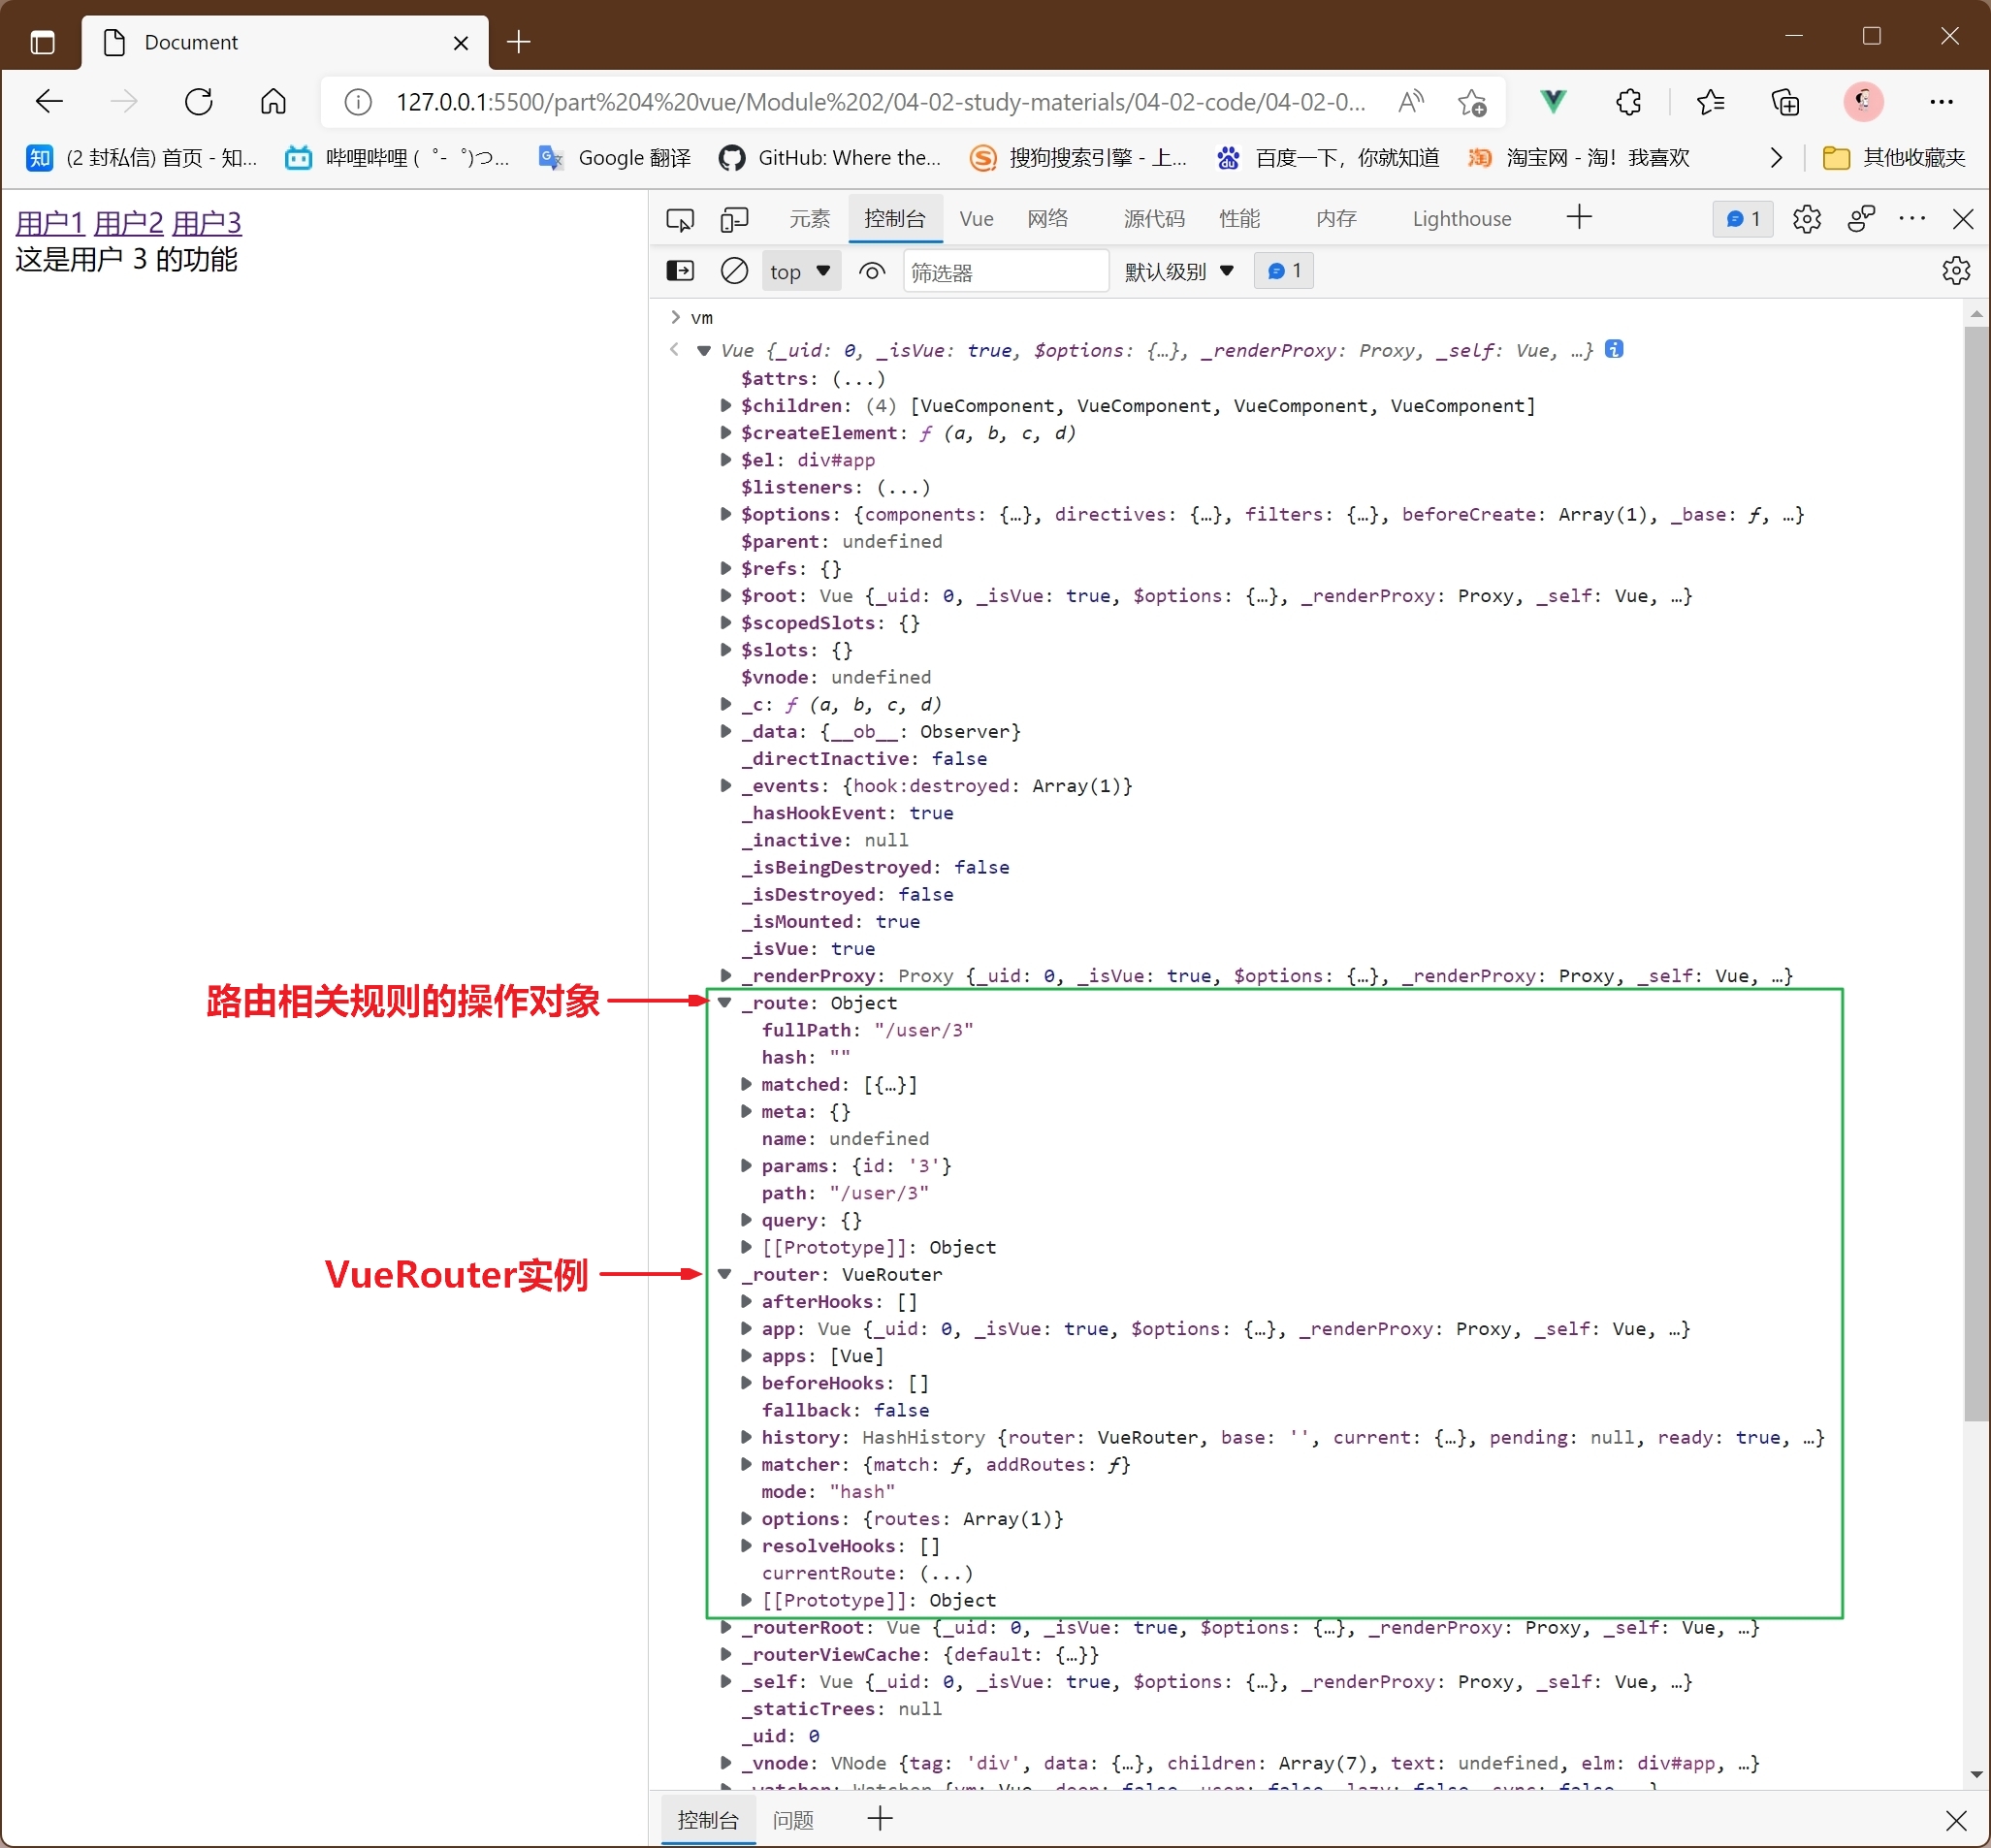 Document
127.0.0.1:5500/part%204%20vue/Module%202/04-02-study-materials/04-02-code/04-02-0...
知 (2 封私信) 首页 - 知... 哔哩哔哩 ( ゜- ゜)つ... Google 翻译 GitHub: Where the... 搜狗搜索引擎 - 上... 百度一下，你就知道 淘宝网 - 淘！我喜欢 其他收藏夹
用户1 用户2 用户3
这是用户 3 的功能
元素 控制台 Vue 网络 源代码 性能 内存 Lighthouse 1
top 筛选器 默认级别 1
> vm
Vue {_uid: 0, _isVue: true, $options: {…}, _renderProxy: Proxy, _self: Vue, …}
$attrs: (...)
$children: (4) [VueComponent, VueComponent, VueComponent, VueComponent]
$createElement: ƒ (a, b, c, d)
$el: div#app
$listeners: (...)
$options: {components: {…}, directives: {…}, filters: {…}, beforeCreate: Array(1), _base: ƒ, …}
$parent: undefined
$refs: {}
$root: Vue {_uid: 0, _isVue: true, $options: {…}, _renderProxy: Proxy, _self: Vue, …}
$scopedSlots: {}
$slots: {}
$vnode: undefined
_c: ƒ (a, b, c, d)
_data: {__ob__: Observer}
_directInactive: false
_events: {hook:destroyed: Array(1)}
_hasHookEvent: true
_inactive: null
_isBeingDestroyed: false
_isDestroyed: false
_isMounted: true
_isVue: true
_renderProxy: Proxy {_uid: 0, _isVue: true, $options: {…}, _renderProxy: Proxy, _self: Vue, …}
路由相关规则的操作对象
_route: Object
fullPath: "/user/3"
hash: ""
matched: [{…}]
meta: {}
name: undefined
params: {id: '3'}
path: "/user/3"
query: {}
[[Prototype]]: Object
VueRouter实例
_router: VueRouter
afterHooks: []
app: Vue {_uid: 0, _isVue: true, $options: {…}, _renderProxy: Proxy, _self: Vue, …}
apps: [Vue]
beforeHooks: []
fallback: false
history: HashHistory {router: VueRouter, base: '', current: {…}, pending: null, ready: true, …}
matcher: {match: ƒ, addRoutes: ƒ}
mode: "hash"
options: {routes: Array(1)}
resolveHooks: []
currentRoute: (...)
[[Prototype]]: Object
_routerRoot: Vue {_uid: 0, _isVue: true, $options: {…}, _renderProxy: Proxy, _self: Vue, …}
_routerViewCache: {default: {…}}
_self: Vue {_uid: 0, _isVue: true, $options: {…}, _renderProxy: Proxy, _self: Vue, …}
_staticTrees: null
_uid: 0
_vnode: VNode {tag: 'div', data: {…}, children: Array(7), text: undefined, elm: div#app, …}
控制台 问题